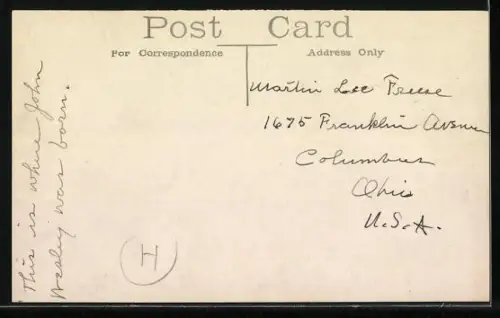 Post Card
For Correspondence
Address Only
Martin Lee Freese
1675 Franklin Avenue
Columbus
Ohio
U.S.A.
This is where John
Wesley was born.
I